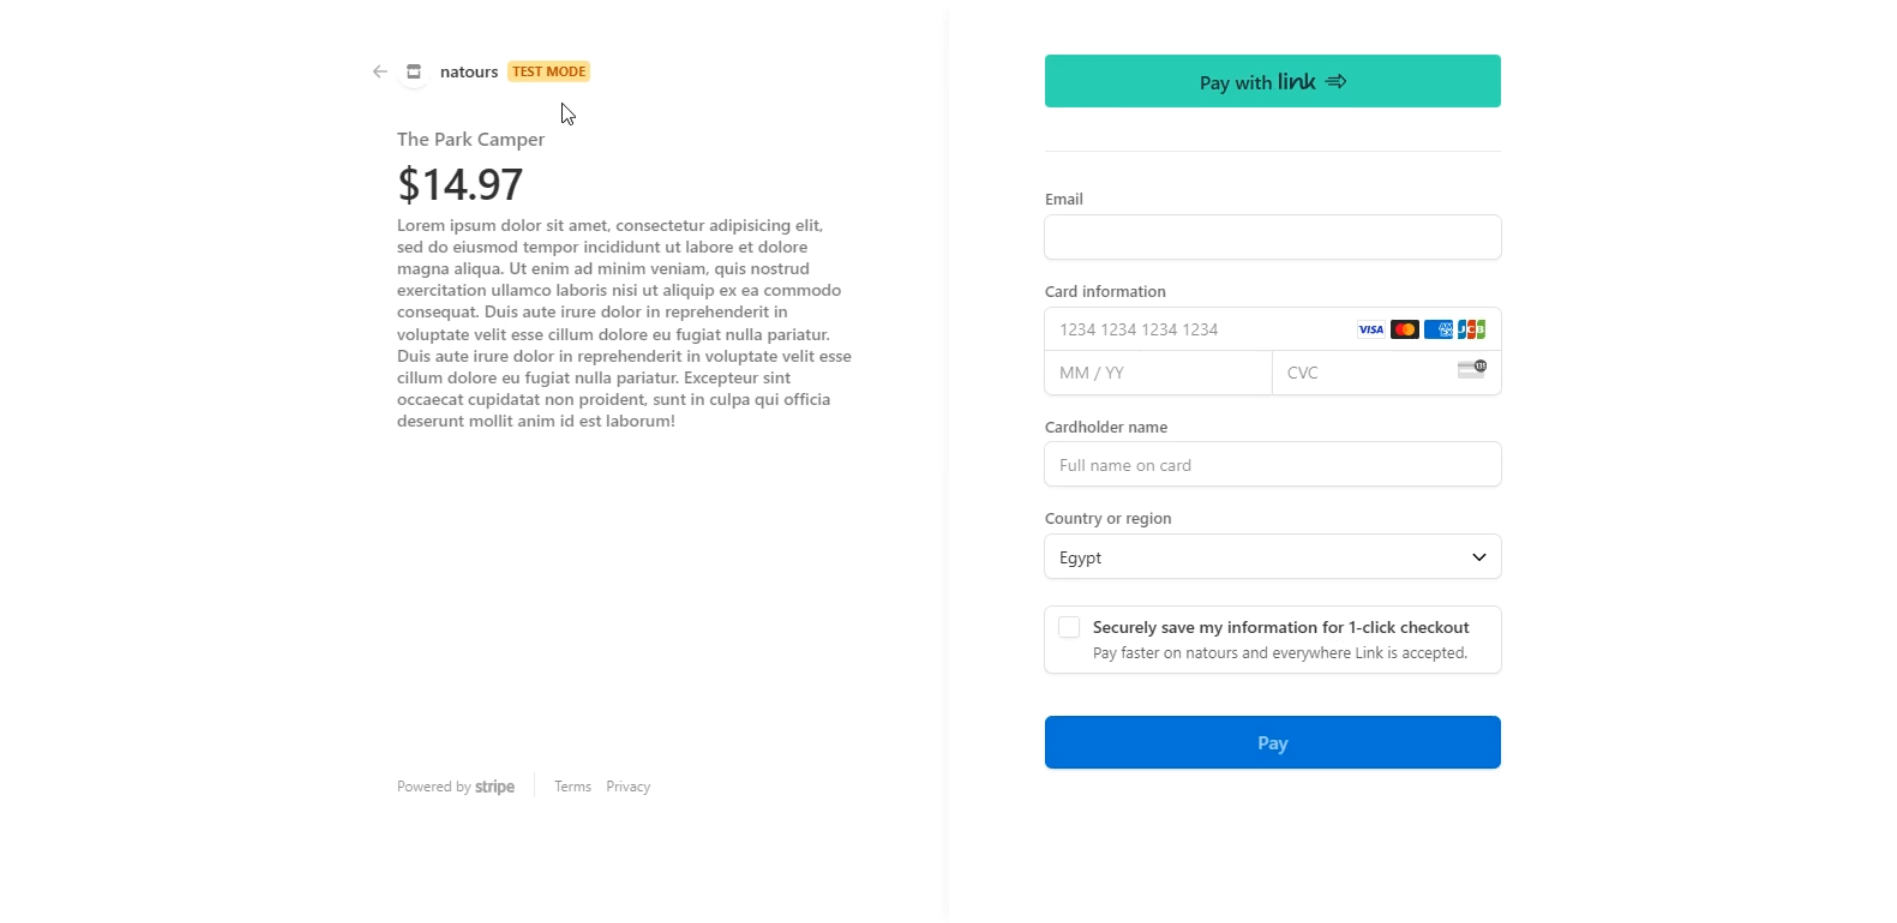 natours TEST MODE
The Park Camper
$14.97
Lorem ipsum dolor sit amet, consectetur adipisicing elit,
sed do eiusmod tempor incididunt ut labore et dolore
magna aliqua. Ut enim ad minim veniam, quis nostrud
exercitation ullamco laboris nisi ut aliquip ex ea commodo
consequat. Duis aute irure dolor in reprehenderit in
voluptate velit esse cillum dolore eu fugiat nulla pariatur.
Duis aute irure dolor in reprehenderit in voluptate velit esse
cillum dolore eu fugiat nulla pariatur. Excepteur sint
occaecat cupidatat non proident, sunt in culpa qui officia
deserunt mollit anim id est laborum!
Powered by stripe Terms Privacy
Pay with link
Email
Card information
1234 1234 1234 1234 VISA AMEX JCB
MM / YY CVC 135
Cardholder name
Full name on card
Country or region
Egypt
Securely save my information for 1-click checkout
Pay faster on natours and everywhere Link is accepted.
Pay